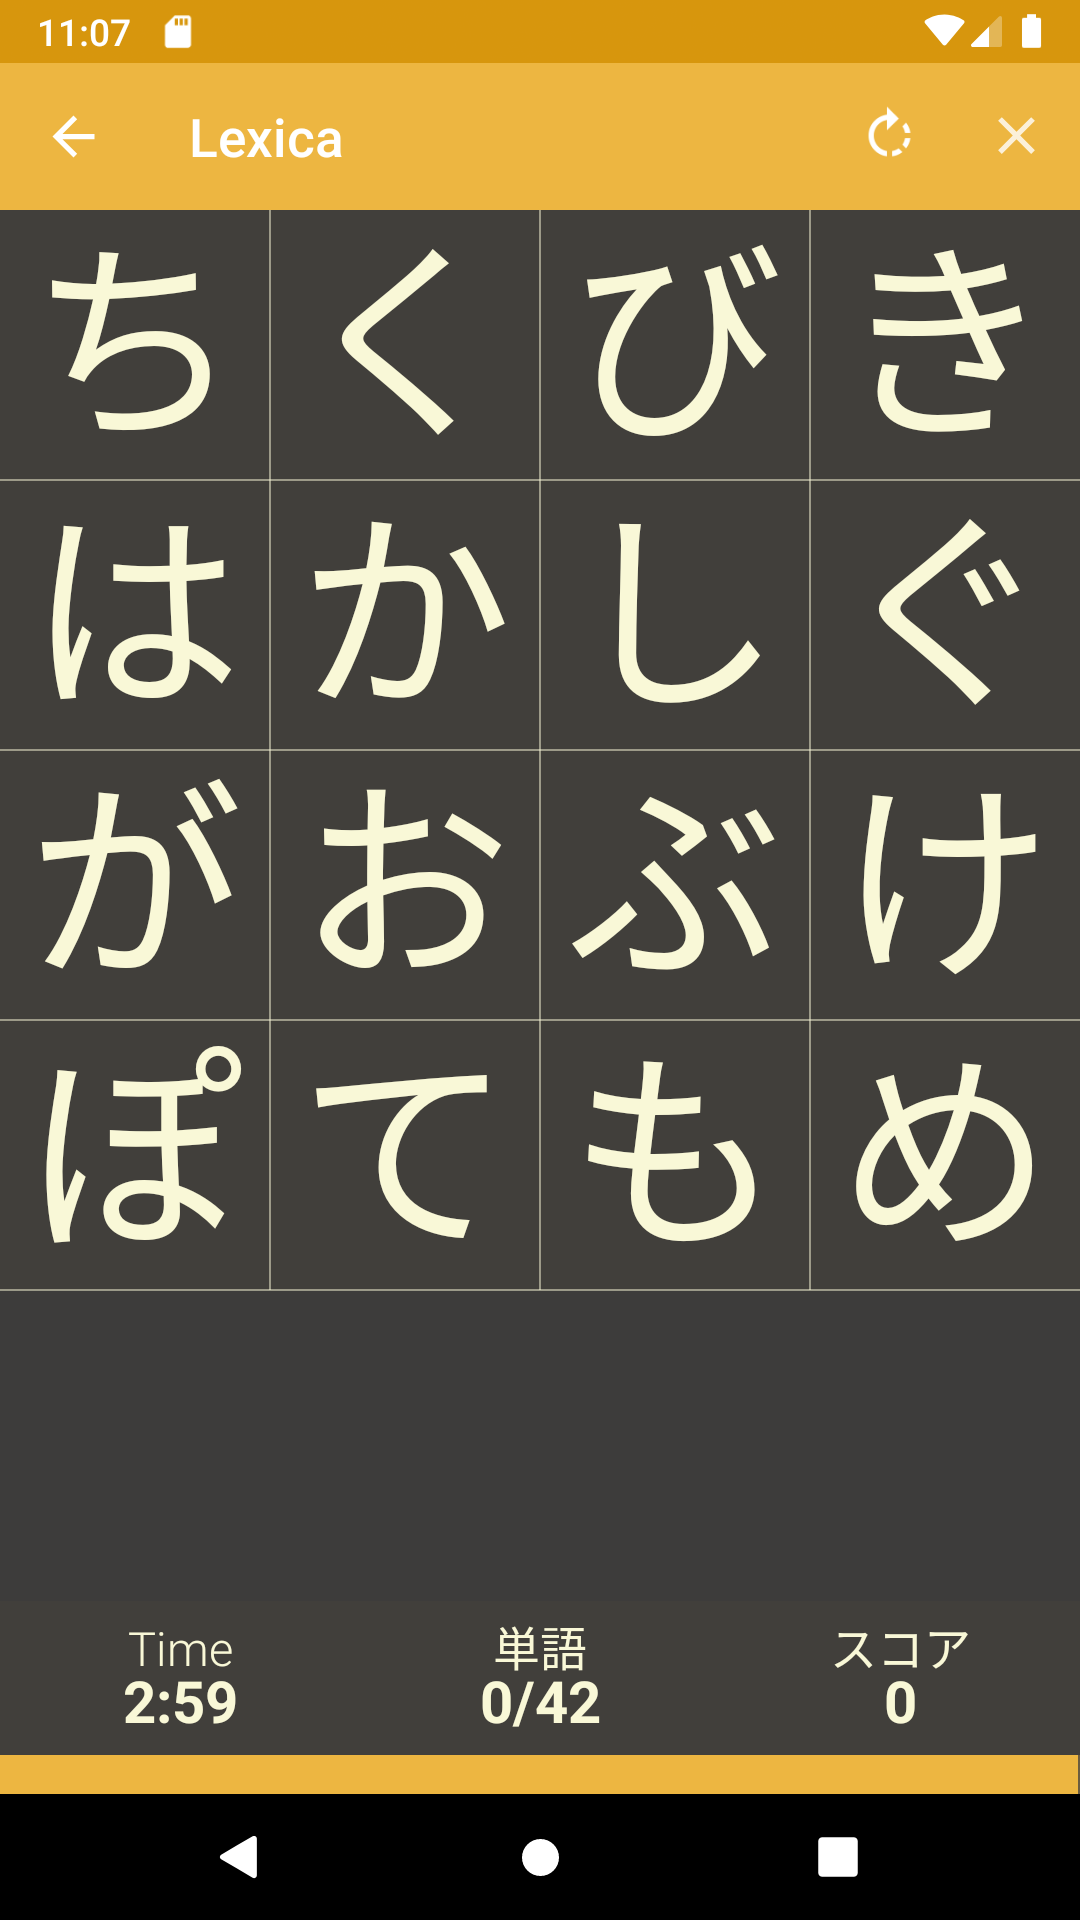 11:07
Lexica
ち く び き
は か し ぐ
が お ぶ け
ぽ て も め
Time 単語 スコア
2:59 0/42 0